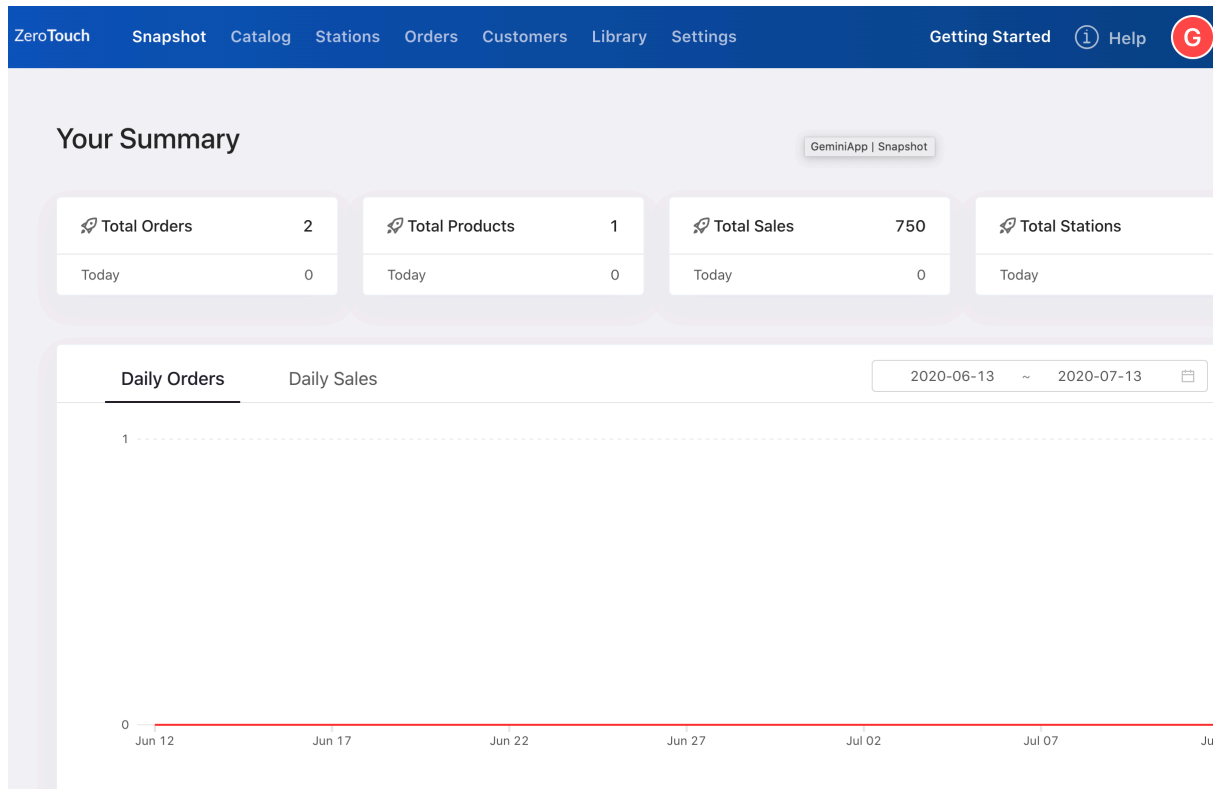 ZeroTouch Snapshot Catalog Stations Orders Customers Library Settings Getting Started i Help G
Your Summary
GeminiApp | Snapshot
Total Orders 2 Total Products 1 Total Sales 750 Total Stations
Today 0 Today 0 Today 0 Today
Daily Orders Daily Sales 2020-06-13 ~ 2020-07-13
1
0
Jun 12 Jun 17 Jun 22 Jun 27 Jul 02 Jul 07 Ju